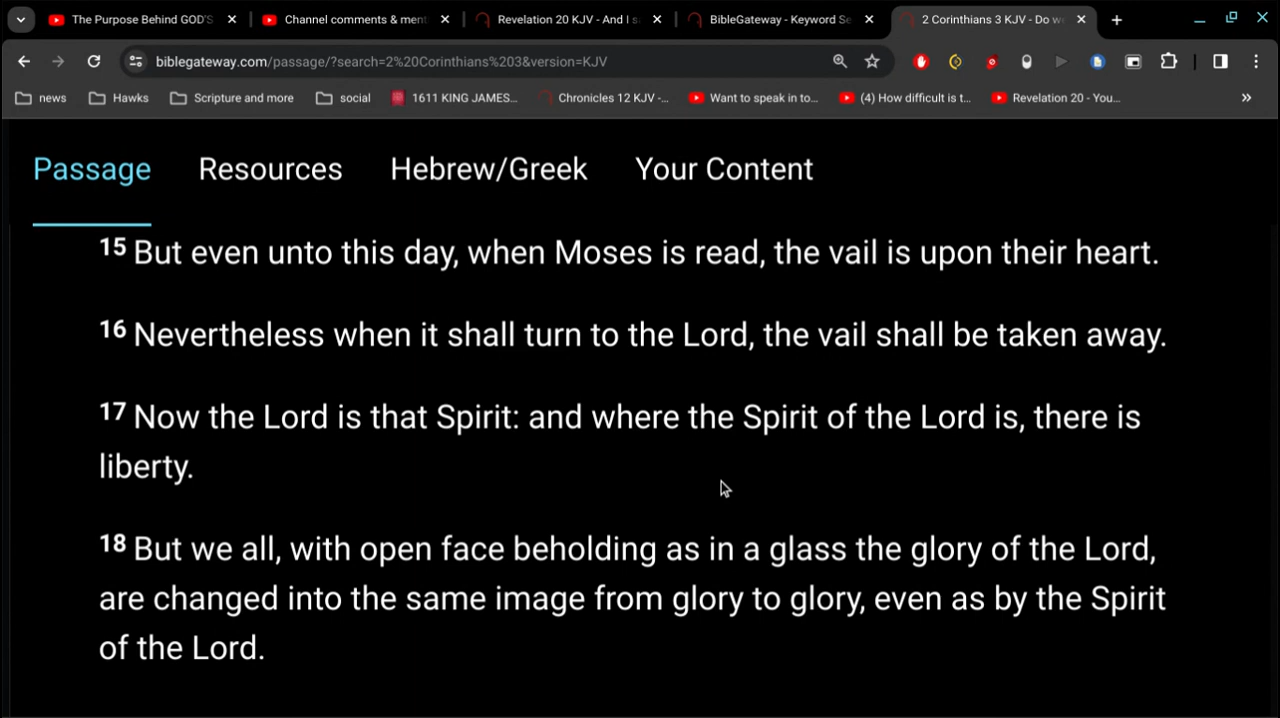 The Purpose Behind GOD'S
Channel comments & ment
Revelation 20 KJV - And I s
BibleGateway - Keyword Se
2 Corinthians 3 KJV - Do w
biblegateway.com/passage/?search=2%20Corinthians%203&version=KJV
news
Hawks
Scripture and more
social
1611 KING JAMES...
Chronicles 12 KJV -...
Want to speak in to...
(4) How difficult is t...
Revelation 20 - You...
Passage
Resources
Hebrew/Greek
Your Content
15 But even unto this day, when Moses is read, the vail is upon their heart.
16 Nevertheless when it shall turn to the Lord, the vail shall be taken away.
17 Now the Lord is that Spirit: and where the Spirit of the Lord is, there is
liberty.
18 But we all, with open face beholding as in a glass the glory of the Lord,
are changed into the same image from glory to glory, even as by the Spirit
of the Lord.